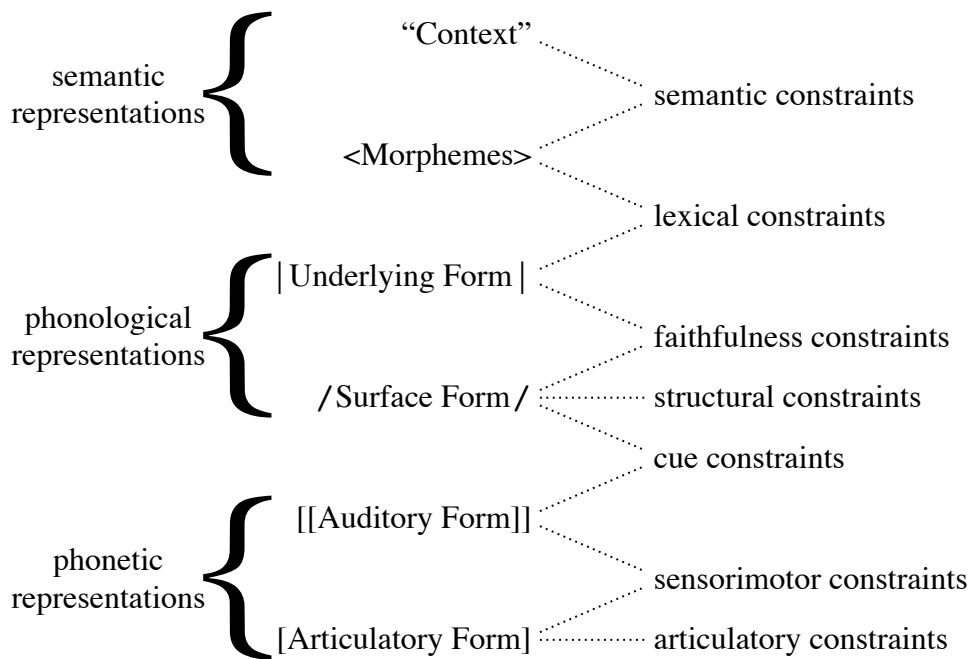 “Context”
semantic
representations
semantic constraints
<Morphemes>
lexical constraints
|Underlying Form|
phonological
representations
faithfulness constraints
/Surface Form/
structural constraints
cue constraints
[[Auditory Form]]
phonetic
representations
sensorimotor constraints
[Articulatory Form]
articulatory constraints